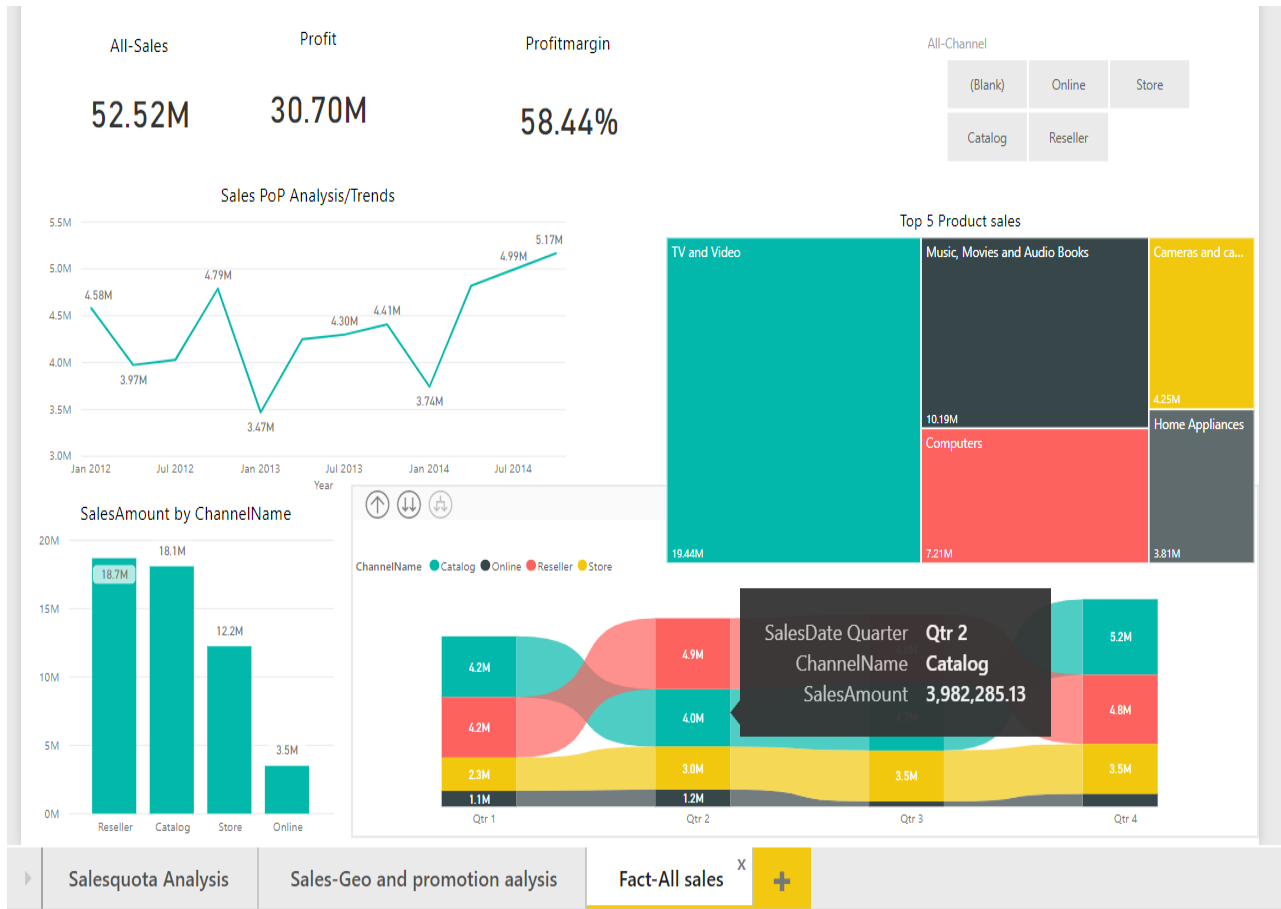 All-Sales
Profit
Profitmargin
All-Channel
52.52M
30.70M
58.44%
(Blank)
Online
Store
Catalog
Reseller
Sales PoP Analysis/Trends
5.5M
5.0M
4.5M
4.0M
3.5M
3.0M
4.58M
3.97M
4.79M
3.47M
4.30M
4.41M
3.74M
4.99M
5.17M
Jan 2012
Jul 2012
Jan 2013
Jul 2013
Jan 2014
Jul 2014
Year
Top 5 Product sales
TV and Video
19.44M
Music, Movies and Audio Books
10.19M
Computers
7.21M
Cameras and ca...
4.25M
Home Appliances
3.81M
SalesAmount by ChannelName
20M
15M
10M
5M
0M
18.7M
18.1M
12.2M
3.5M
Reseller
Catalog
Store
Online
ChannelName Catalog Online Reseller Store
4.2M
4.2M
2.3M
1.1M
4.9M
4.0M
3.0M
1.2M
3.5M
5.2M
4.8M
3.5M
SalesDate Quarter Qtr 2
ChannelName Catalog
SalesAmount 3,982,285.13
Qtr 1
Qtr 2
Qtr 3
Qtr 4
Salesquota Analysis
Sales-Geo and promotion aalysis
Fact-All sales
x
+